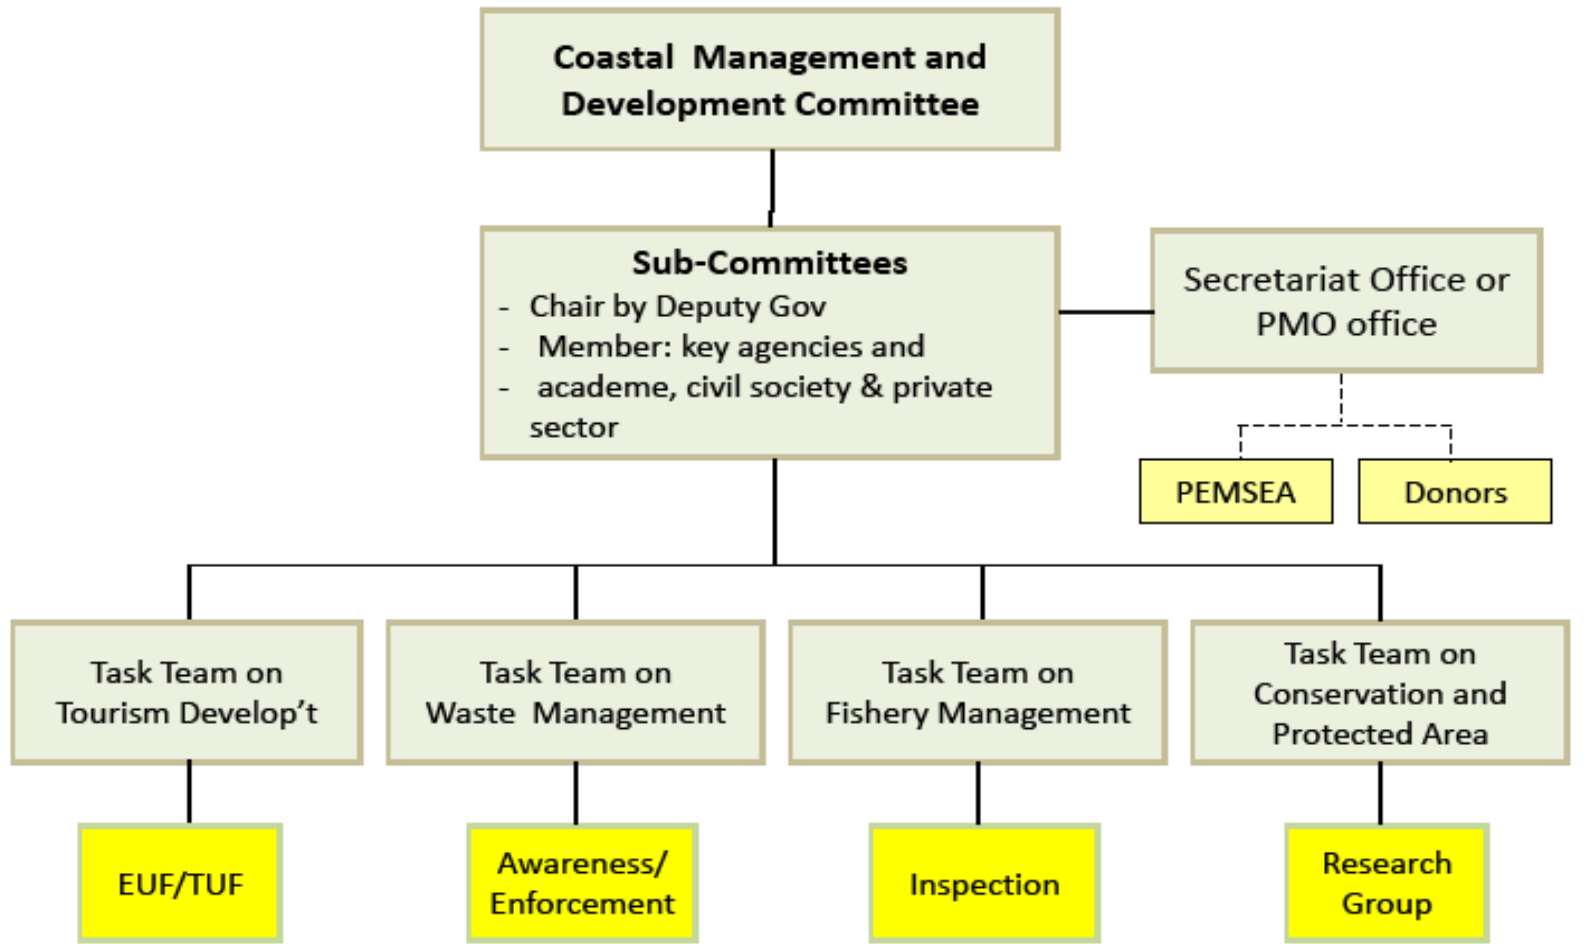 Coastal  Management and
Development Committee
Sub-Committees
- Chair by Deputy Gov
- Member: key agencies and
- academe, civil society & private
sector
Secretariat Office or
PMO office
PEMSEA
Donors
Task Team on
Tourism Develop’t
Task Team on
Waste  Management
Task Team on
Fishery Management
Task Team on
Conservation and
Protected Area
EUF/TUF
Awareness/
Enforcement
Inspection
Research
Group